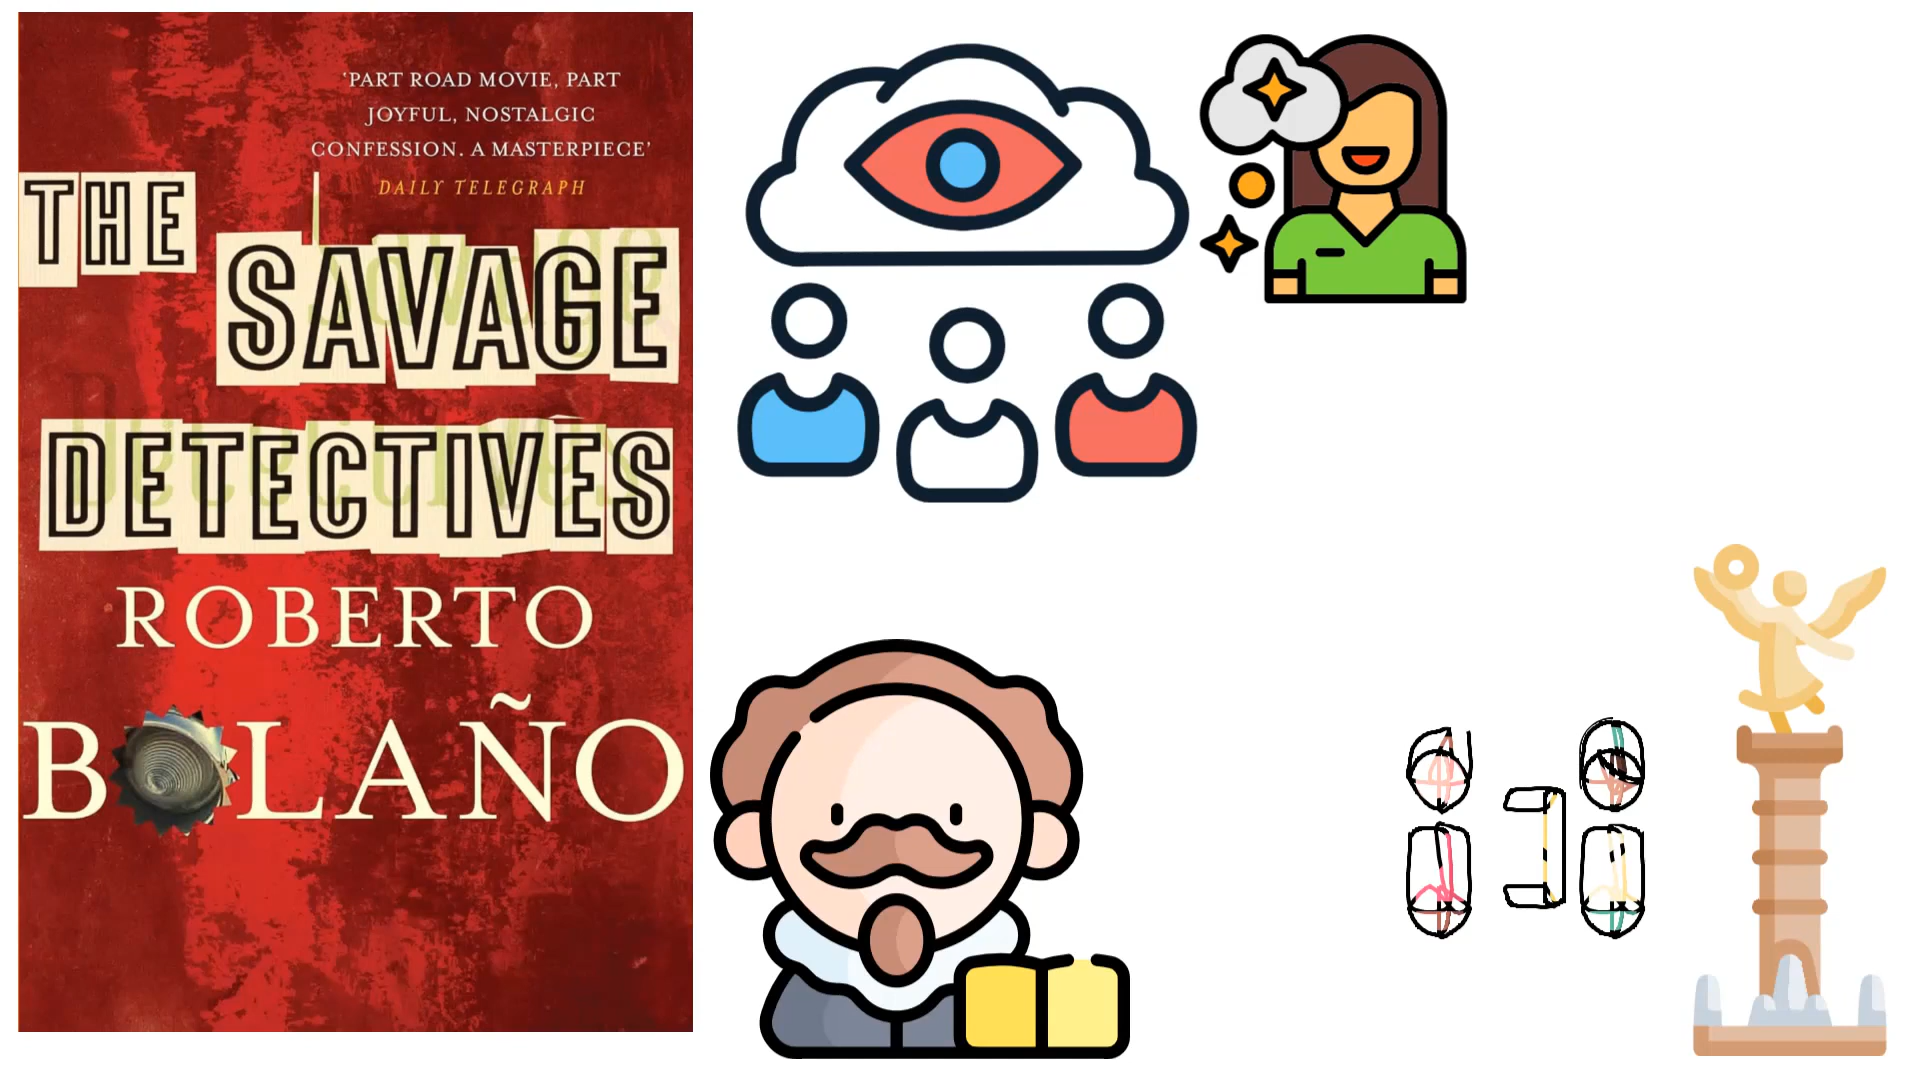 ‘PART ROAD MOVIE, PART
JOYFUL, NOSTALGIC
CONFESSION. A MASTERPIECE’
DAILY TELEGRAPH
THE
SAVAGE
DETECTIVES
ROBERTO
BOLAÑO